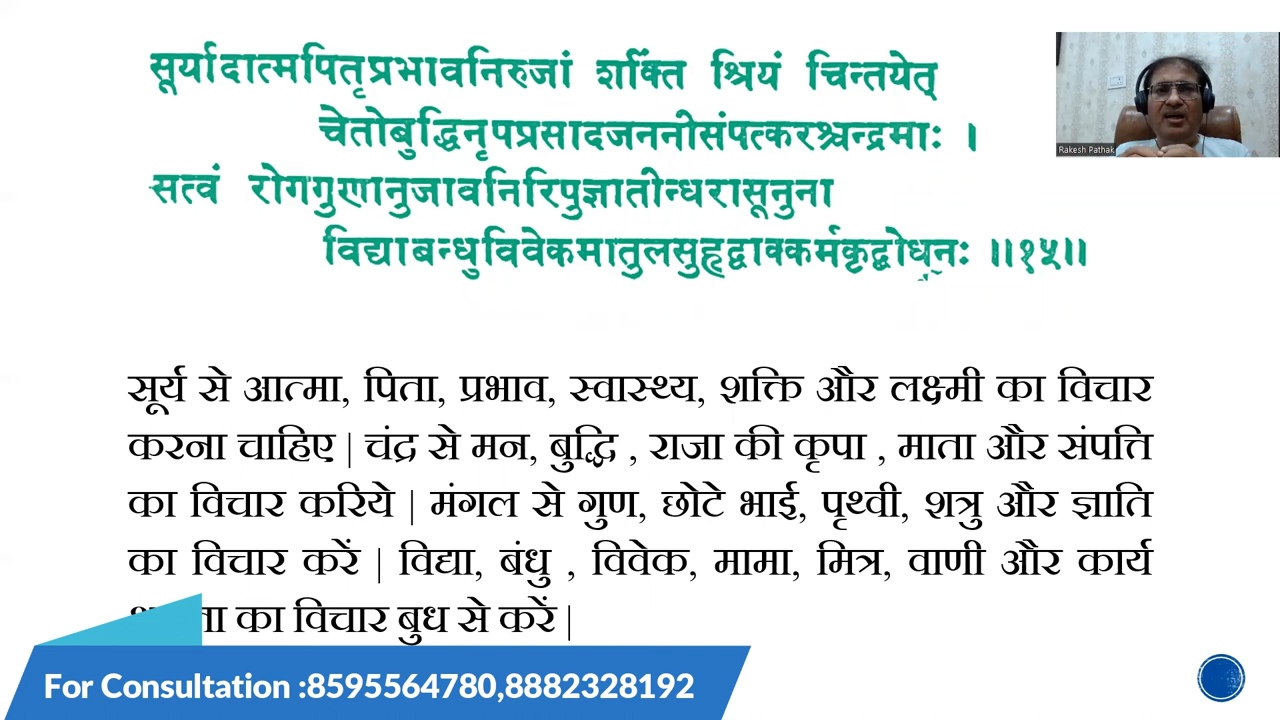 सूर्यादात्मपितृप्रभावनिरुजां शक्तिं श्रियं चिन्तयेत्
चेतोबुद्धिनृपप्रसादजननीसंपत्करश्चन्द्रमाः ।
सत्वं रोगगुणानुजावनिरिपुज्ञातीन्धरासूनुना
विद्याबन्धुविवेकमातुलसुहृद्वाक्कर्मकृद्बोधनः ॥१५॥
Rakesh Pathak
सूर्य से आत्मा, पिता, प्रभाव, स्वास्थ्य, शक्ति और लक्ष्मी का विचार
करना चाहिए | चंद्र से मन, बुद्धि , राजा की कृपा , माता और संपत्ति
का विचार करिये | मंगल से गुण, छोटे भाई, पृथ्वी, शत्रु और ज्ञाति
का विचार करें | विद्या, बंधु , विवेक, मामा, मित्र, वाणी और कार्य
का विचार बुध से करें |
For Consultation :8595564780,8882328192